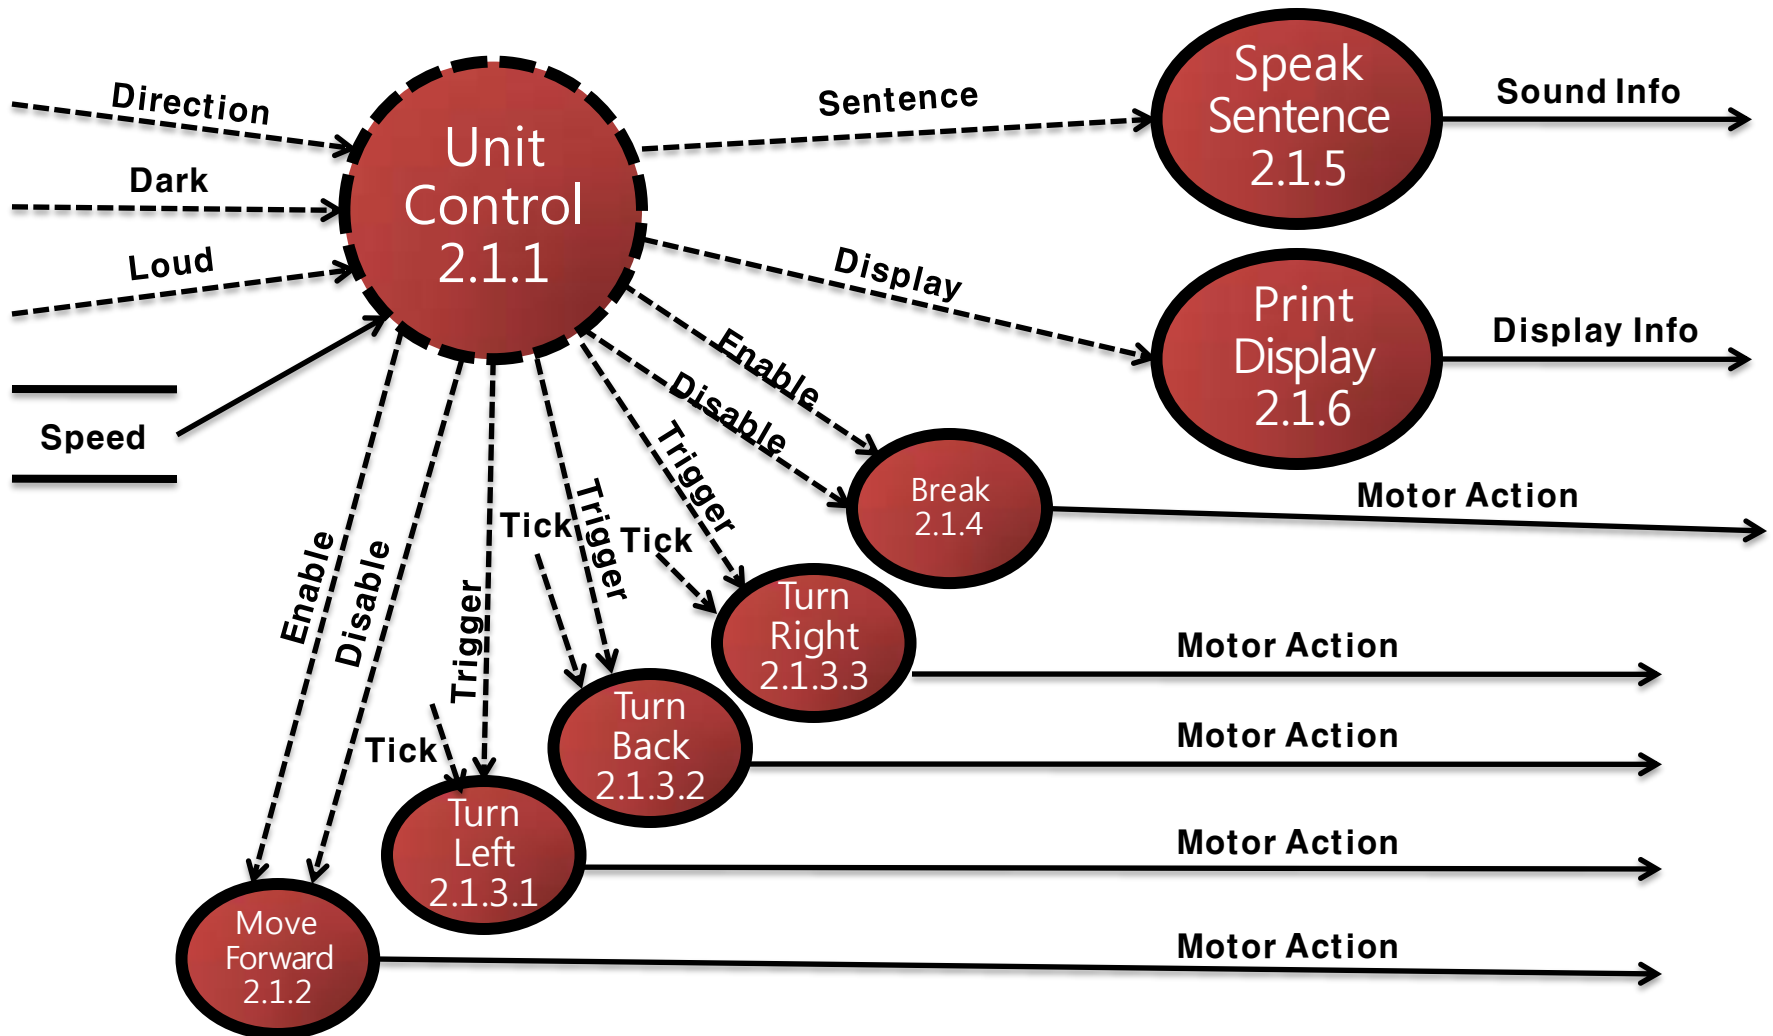 Direction
Dark
Loud
Speed
Unit
Control
2.1.1
Sentence
Speak
Sentence
2.1.5
Sound Info
Display
Print
Display
2.1.6
Display Info
Enable
Disable
Break
2.1.4
Motor Action
Trigger
Tick
Turn
Right
2.1.3.3
Motor Action
Trigger
Tick
Turn
Back
2.1.3.2
Motor Action
Trigger
Tick
Turn
Left
2.1.3.1
Motor Action
Enable
Disable
Move
Forward
2.1.2
Motor Action